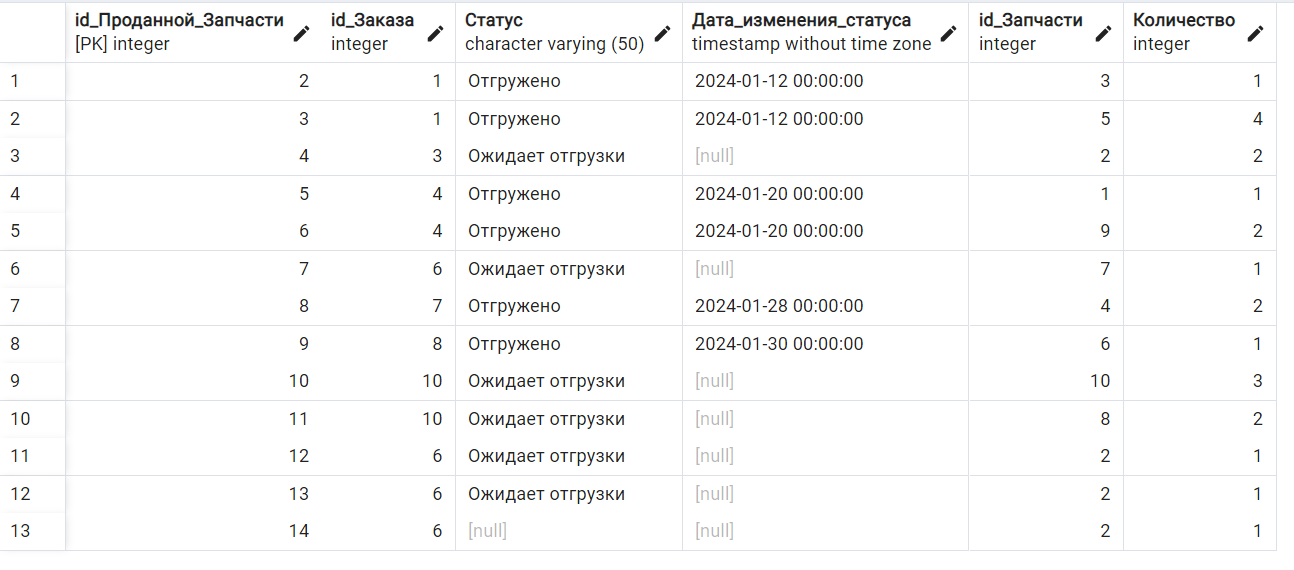 id_Проданной_Запчасти id_Заказа Статус Дата_изменения_статуса id_Запчасти Количество
[PK] integer integer character varying (50) timestamp without time zone integer integer
1 2 1 Отгружено 2024-01-12 00:00:00 3 1
2 3 1 Отгружено 2024-01-12 00:00:00 5 4
3 4 3 Ожидает отгрузки [null] 2 2
4 5 4 Отгружено 2024-01-20 00:00:00 1 1
5 6 4 Отгружено 2024-01-20 00:00:00 9 2
6 7 6 Ожидает отгрузки [null] 7 1
7 8 7 Отгружено 2024-01-28 00:00:00 4 2
8 9 8 Отгружено 2024-01-30 00:00:00 6 1
9 10 10 Ожидает отгрузки [null] 10 3
10 11 10 Ожидает отгрузки [null] 8 2
11 12 6 Ожидает отгрузки [null] 2 1
12 13 6 Ожидает отгрузки [null] 2 1
13 14 6 [null] [null] 2 1